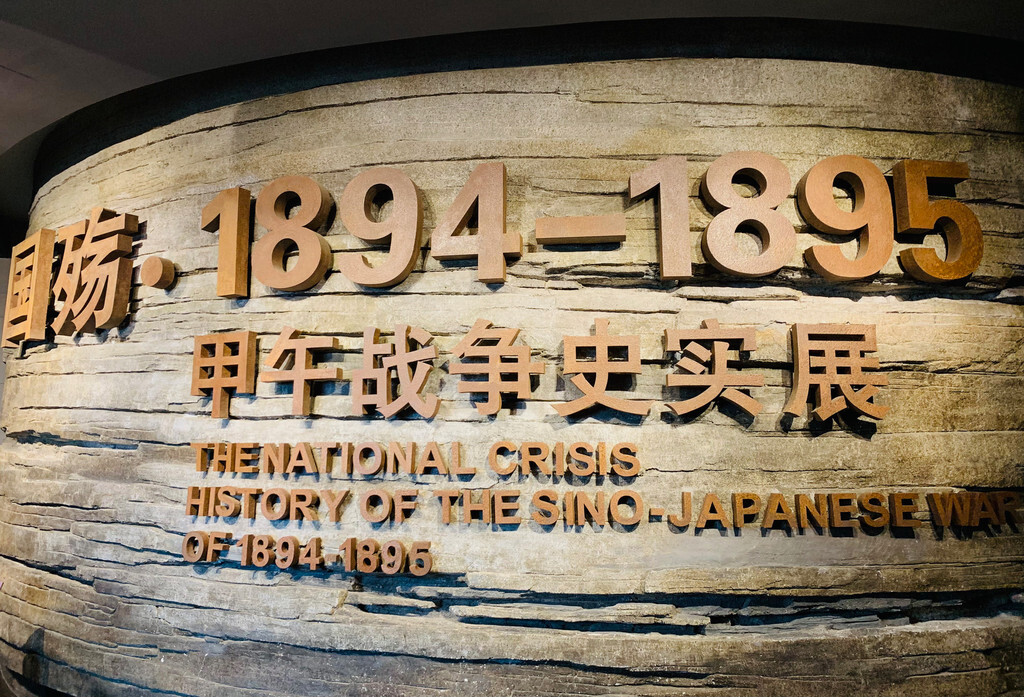 国殇·1894-1895
甲午战争史实展
THE NATIONAL CRISIS
HISTORY OF THE SINO-JAPANESE WAR
OF 1894-1895